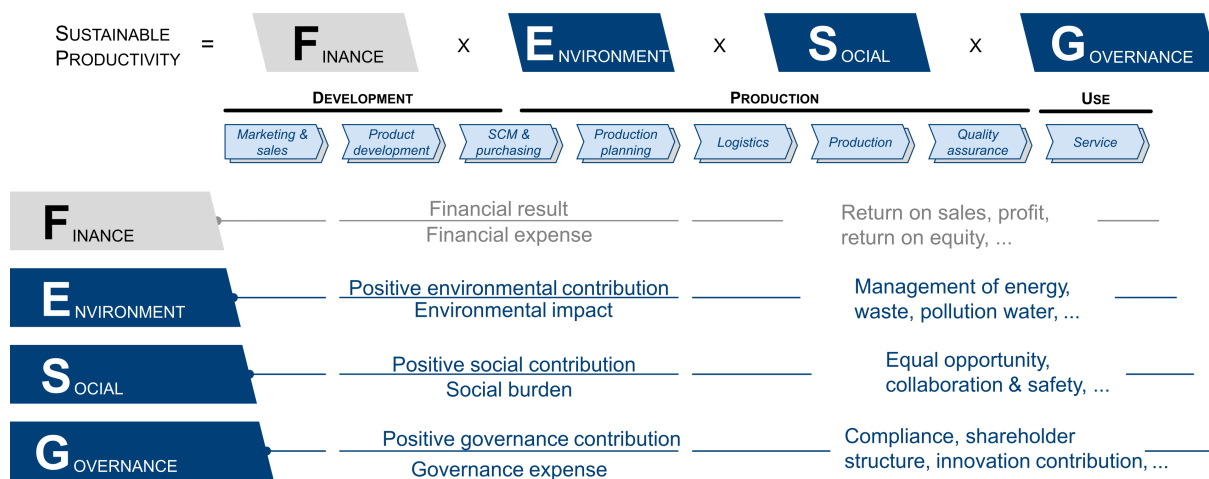 SUSTAINABLE
PRODUCTIVITY
= FINANCE X ENVIRONMENT X SOCIAL X GOVERNANCE
DEVELOPMENT PRODUCTION USE
Marketing &
sales
Product
development
SCM &
purchasing
Production
planning
Logistics
Production
Quality
assurance
Service
FINANCE
Financial result
Financial expense
Return on sales, profit,
return on equity, ...
ENVIRONMENT
Positive environmental contribution
Environmental impact
Management of energy,
waste, pollution water, ...
SOCIAL
Positive social contribution
Social burden
Equal opportunity,
collaboration & safety, ...
GOVERNANCE
Positive governance contribution
Governance expense
Compliance, shareholder
structure, innovation contribution, ...